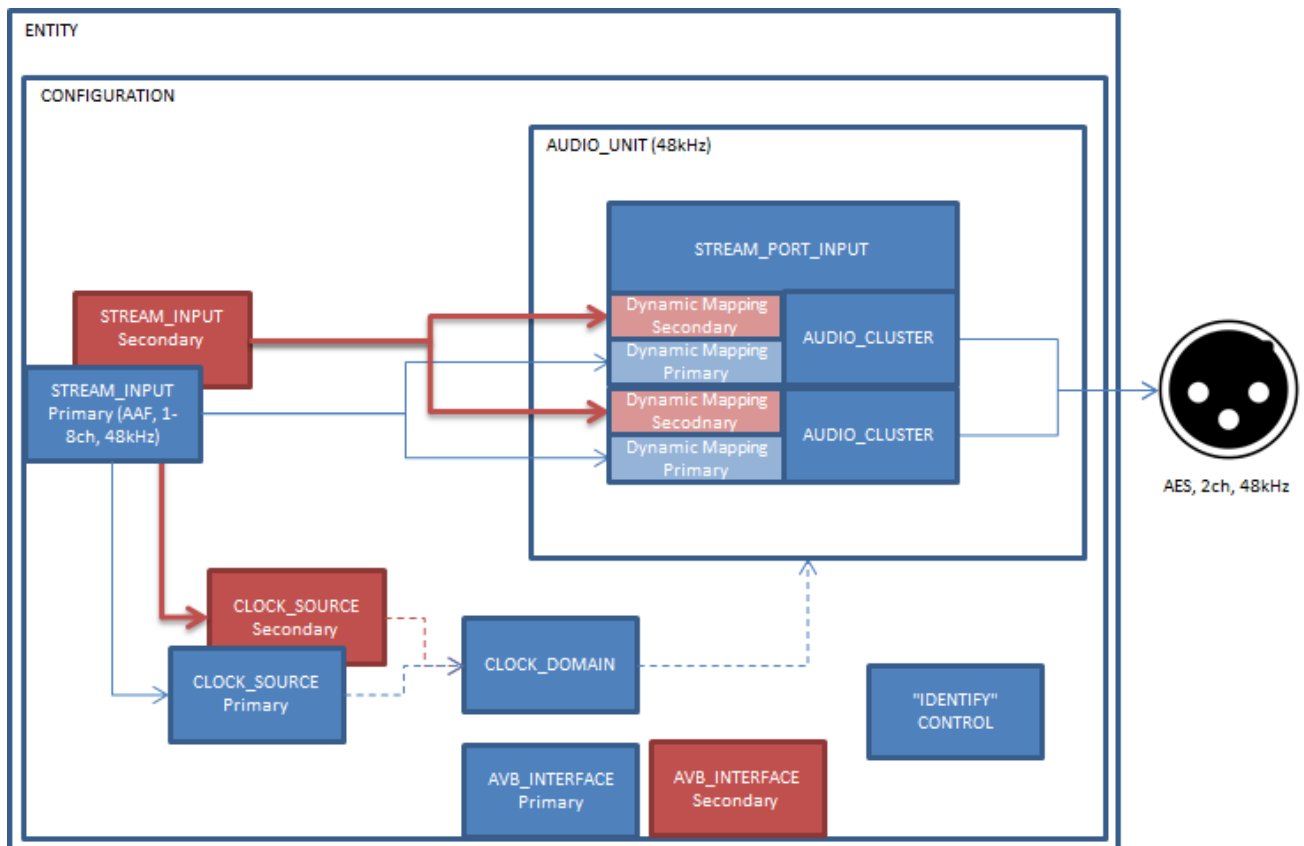 ENTITY
CONFIGURATION
AUDIO_UNIT (48kHz)
STREAM_PORT_INPUT
STREAM_INPUT
Secondary
Dynamic Mapping
Secondary
AUDIO_CLUSTER
Dynamic Mapping
Primary
STREAM_INPUT
Primary (AAF, 1-
8ch, 48kHz)
Dynamic Mapping
Secodnary
AUDIO_CLUSTER
Dynamic Mapping
Primary
AES, 2ch, 48kHz
CLOCK_SOURCE
Secondary
CLOCK_SOURCE
Primary
CLOCK_DOMAIN
"IDENTIFY"
CONTROL
AVB_INTERFACE
Primary
AVB_INTERFACE
Secondary